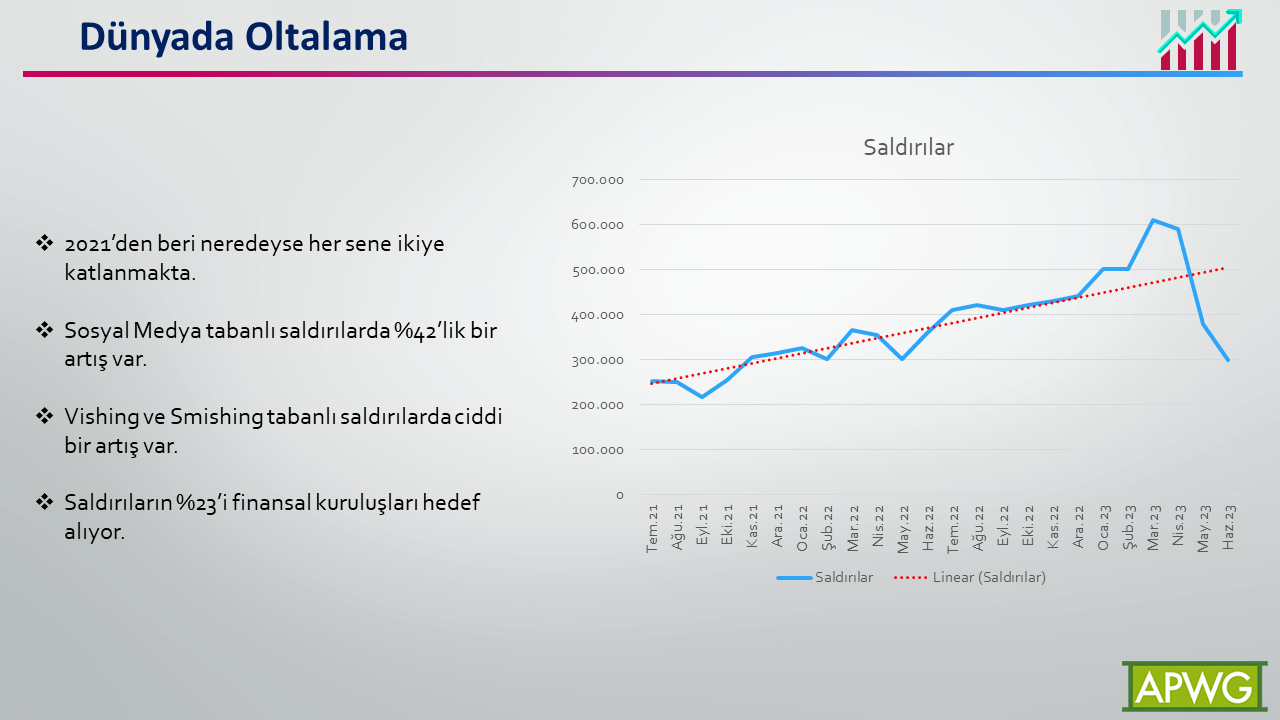 Dünyada Oltalama
❖ 2021’den beri neredeyse her sene ikiye
katlanmakta.
❖ Sosyal Medya tabanlı saldırılarda %42’lik bir
artış var.
❖ Vishing ve Smishing tabanlı saldırılarda ciddi
bir artış var.
❖ Saldırıların %23’i finansal kuruluşları hedef
alıyor.
Saldırılar
700.000
600.000
500.000
400.000
300.000
200.000
100.000
0
Tem.21
Ağu.21
Eyl.21
Eki.21
Kas.21
Ara.21
Oca.22
Şub.22
Mar.22
Nis.22
May.22
Haz.22
Tem.22
Ağu.22
Eyl.22
Eki.22
Kas.22
Ara.22
Oca.23
Şub.23
Mar.23
Nis.23
May.23
Haz.23
Saldırılar
Linear (Saldırılar)
APWG